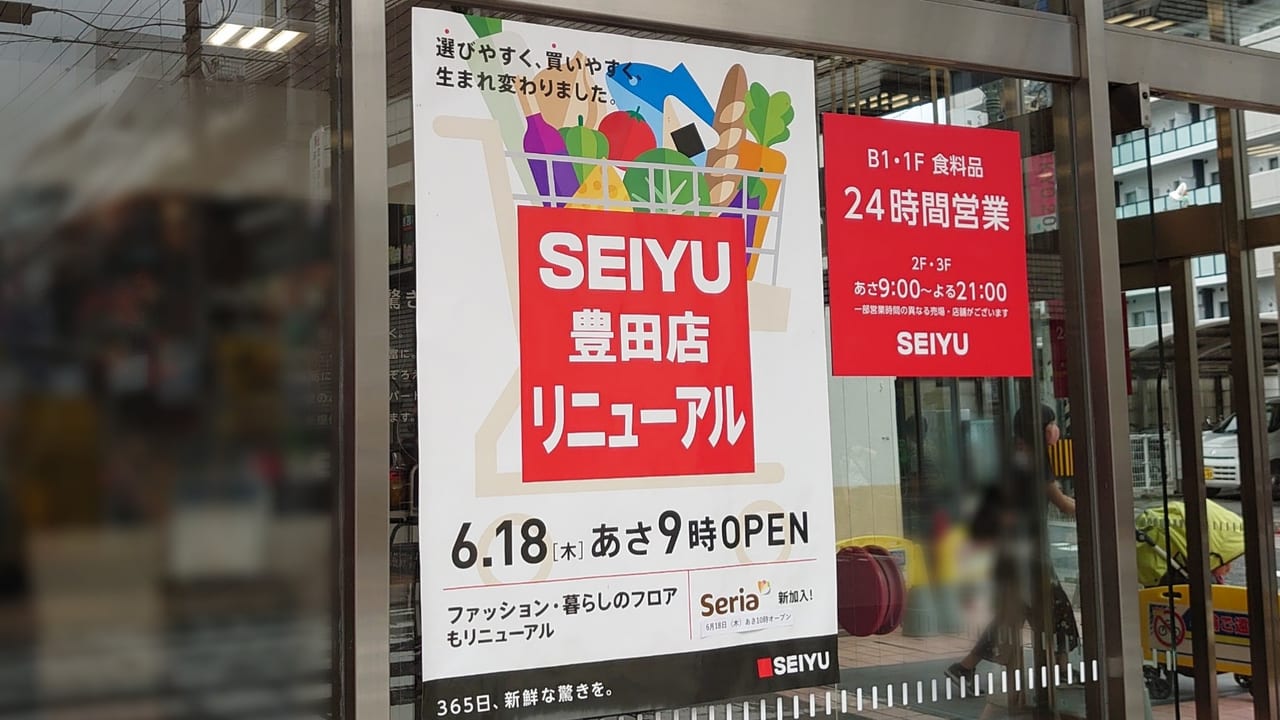 選びやすく、買いやすく
生まれ変わりました。
SEIYU
豊田店
リニューアル
6.18[木]あさ9時OPEN
ファッション・暮らしのフロア
もリニューアル
Seria 新加入!
6月18日(木)あさ10時オープン
SEIYU
365日、新鮮な驚きを。
B1・1F 食料品
24時間営業
2F・3F
あさ9:00~よる21:00
一部営業時間の異なる売場・店舗がございます
SEIYU